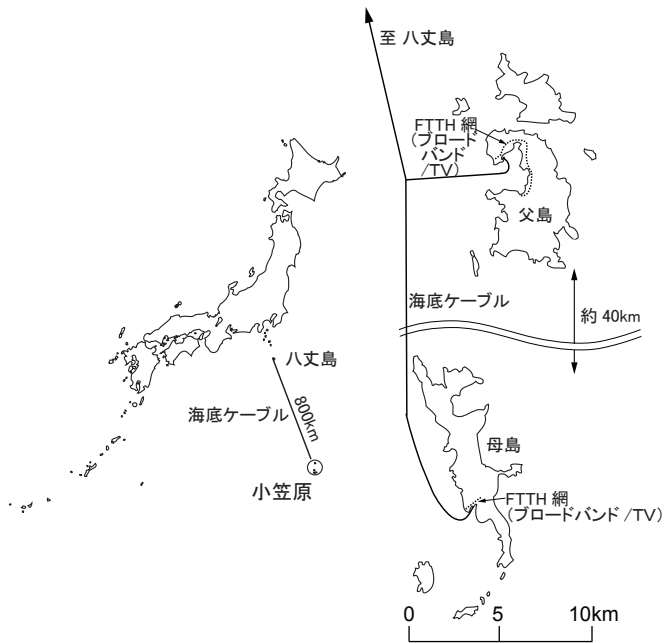 至 八丈島
FTTH 網
(ブロード
バンド
/TV)
父島
海底ケーブル
約 40km
八丈島
海底ケーブル
800km
小笠原
母島
FTTH 網
(ブロードバンド /TV)
0 5 10km